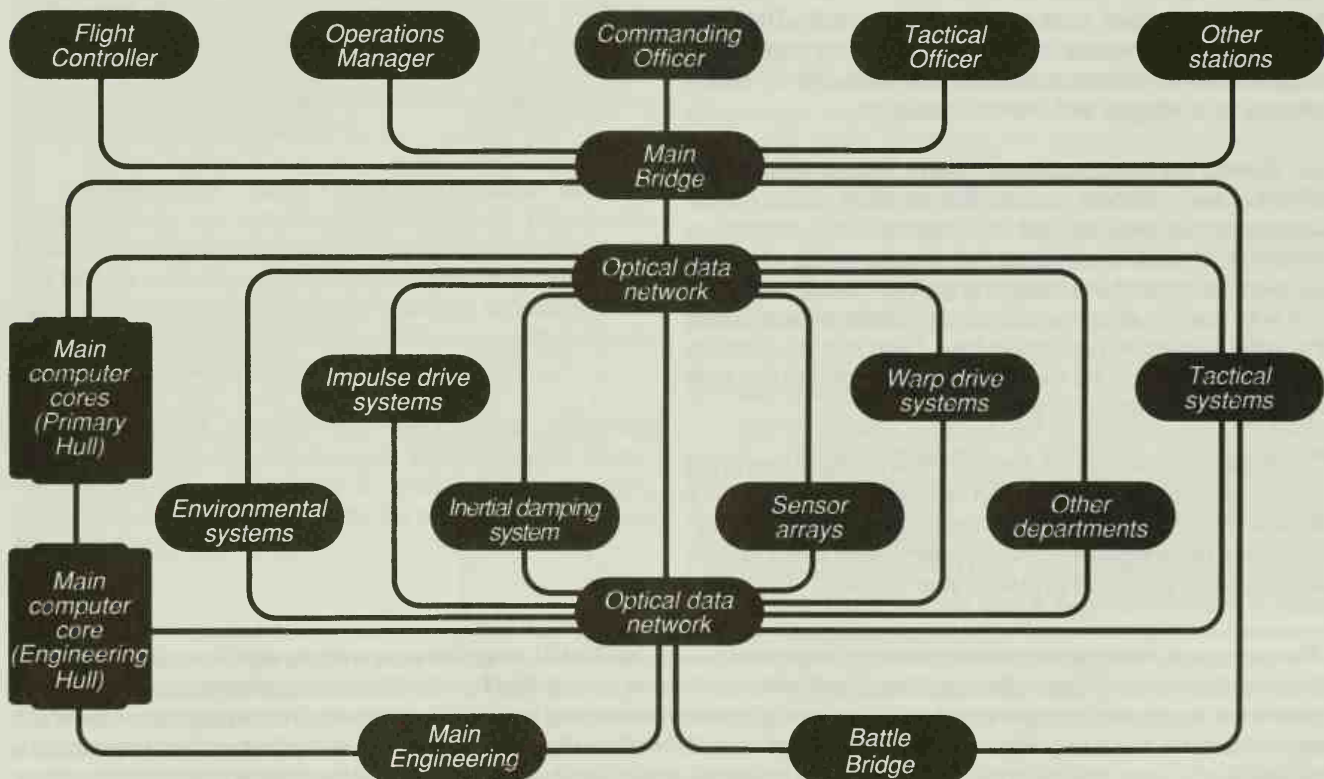 Flight
Controller
Operations
Manager
Commanding
Officer
Tactical
Officer
Other
stations
Main
Bridge
Optical data
network
Main
computer
cores
(Primary
Hull)
Impulse drive
systems
Warp drive
systems
Tactical
systems
Environmental
systems
Inertial damping
system
Sensor
arrays
Other
departments
Main
computer
core
(Engineering
Hull)
Optical data
network
Main
Engineering
Battle
Bridge